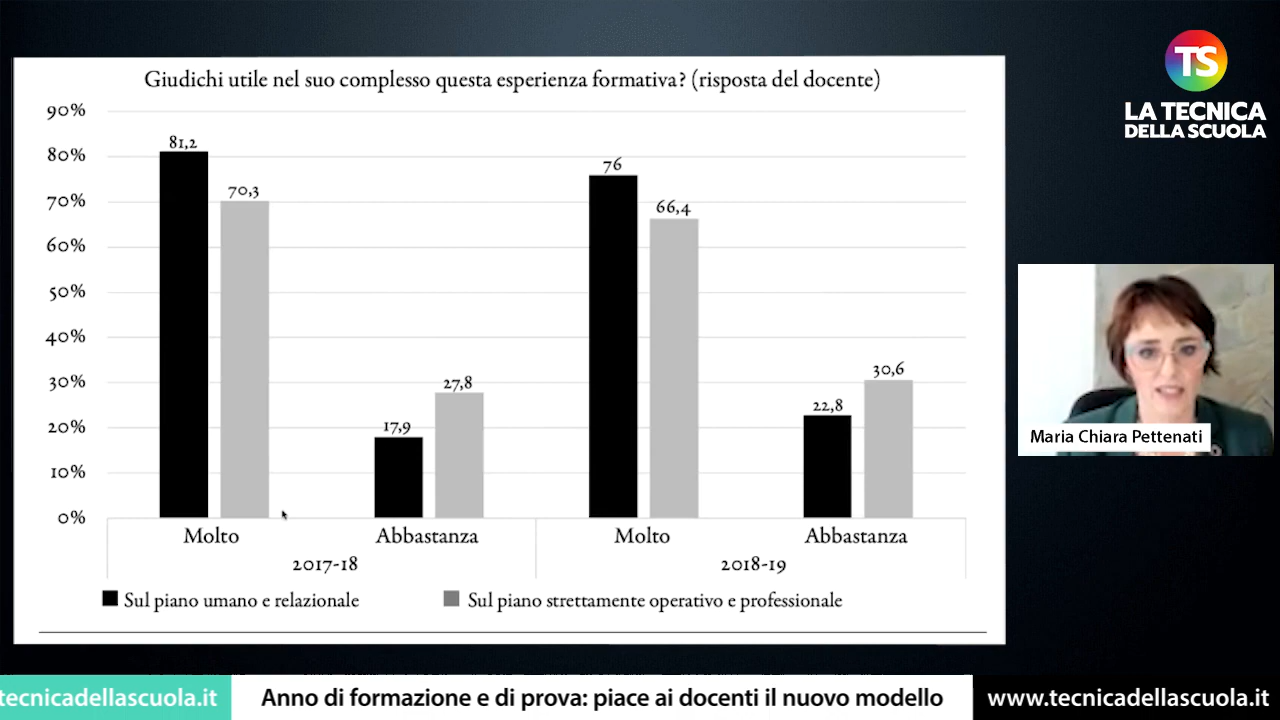 Giudichi utile nel suo complesso questa esperienza formativa? (risposta del docente)
90%
80%
70%
60%
50%
40%
30%
20%
10%
0%
81,2
70,3
17,9
27,8
76
66,4
22,8
30,6
Molto
Abbastanza
Molto
Abbastanza
2017-18
2018-19
Sul piano umano e relazionale
Sul piano strettamente operativo e professionale
TS
LA TECNICA
DELLA SCUOLA
Maria Chiara Pettenati
tecnicadellascuola.it
Anno di formazione e di prova: piace ai docenti il nuovo modello
www.tecnicadellascuola.it